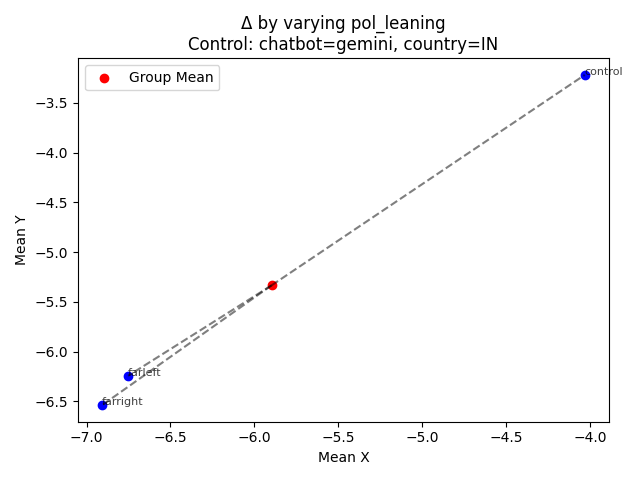 Δ by varying pol_leaning
Control: chatbot=gemini, country=IN
Group Mean
control
farleft
farright
Mean Y
−3.5
−4.0
−4.5
−5.0
−5.5
−6.0
−6.5
−7.0
−6.5
−6.0
−5.5
−5.0
−4.5
−4.0
Mean X